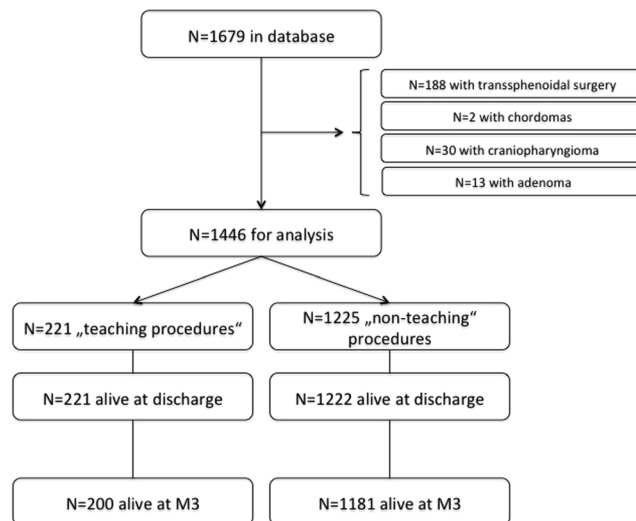 N=1679 in database
N=188 with transsphenoidal surgery
N=2 with chordomas
N=30 with craniopharyngioma
N=13 with adenoma
N=1446 for analysis
N=221 „teaching procedures“
N=1225 „non-teaching“
procedures
N=221 alive at discharge
N=1222 alive at discharge
N=200 alive at M3
N=1181 alive at M3